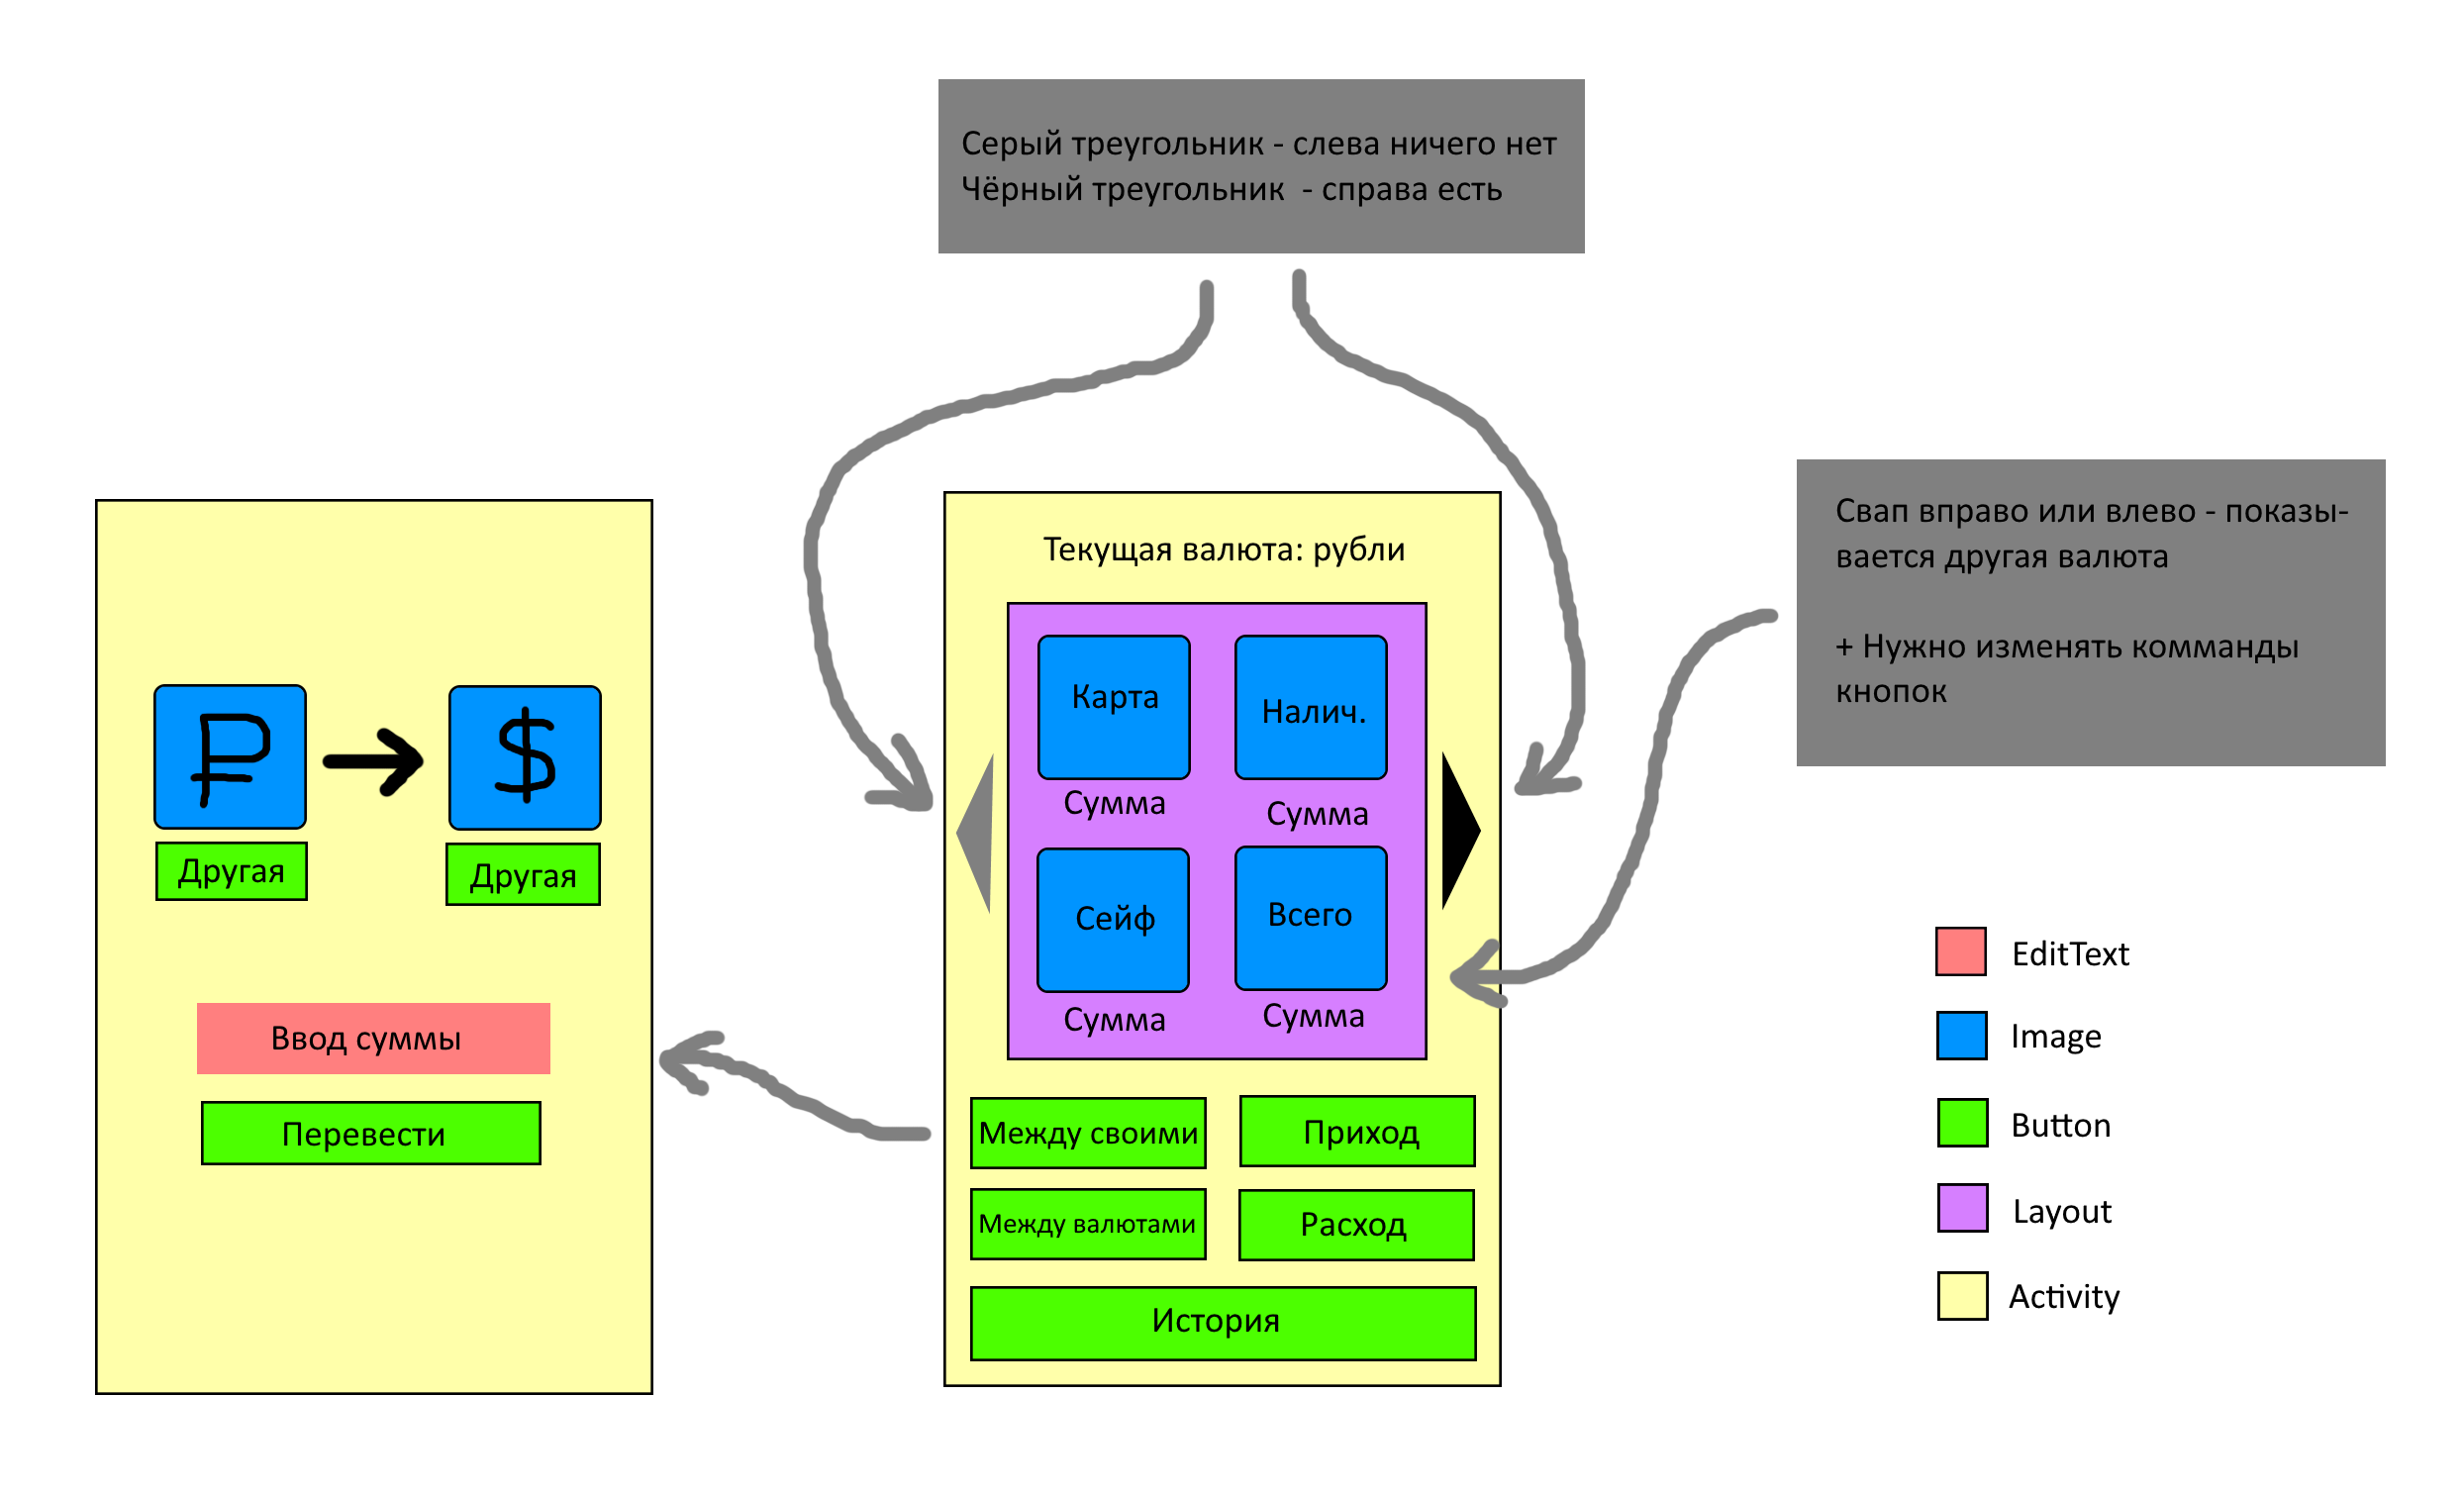 Серый треугольник - слева ничего нет
Чёрный треугольник - справа есть
Свап вправо или влево - показы-
вается другая валюта
+ Нужно изменять комманды
кнопок
₽
$
Другая
Другая
Ввод суммы
Перевести
Текущая валюта: рубли
Карта
Налич.
Сумма
Сумма
Сейф
Всего
Сумма
Сумма
Между своими
Приход
Между валютами
Расход
История
EditText
Image
Button
Layout
Activity